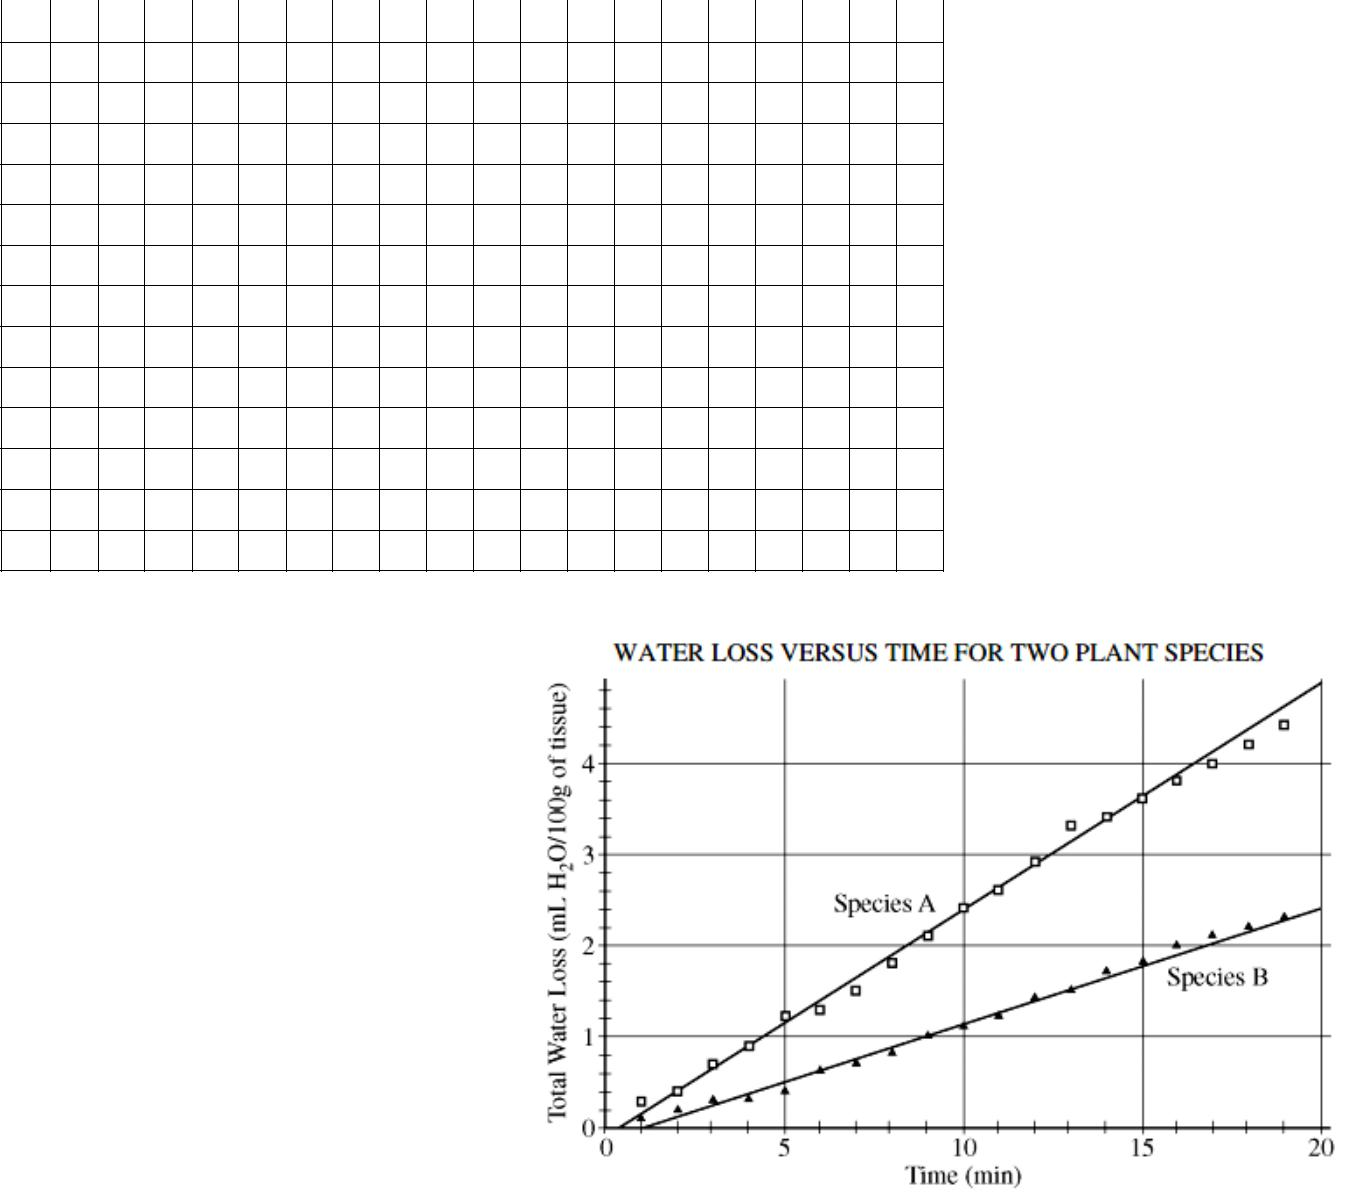 WATER LOSS VERSUS TIME FOR TWO PLANT SPECIES
Total Water Loss (mL H₂O/100g of tissue)
4
3
Species A
2
Species B
1
0
0 5 10 15 20
Time (min)